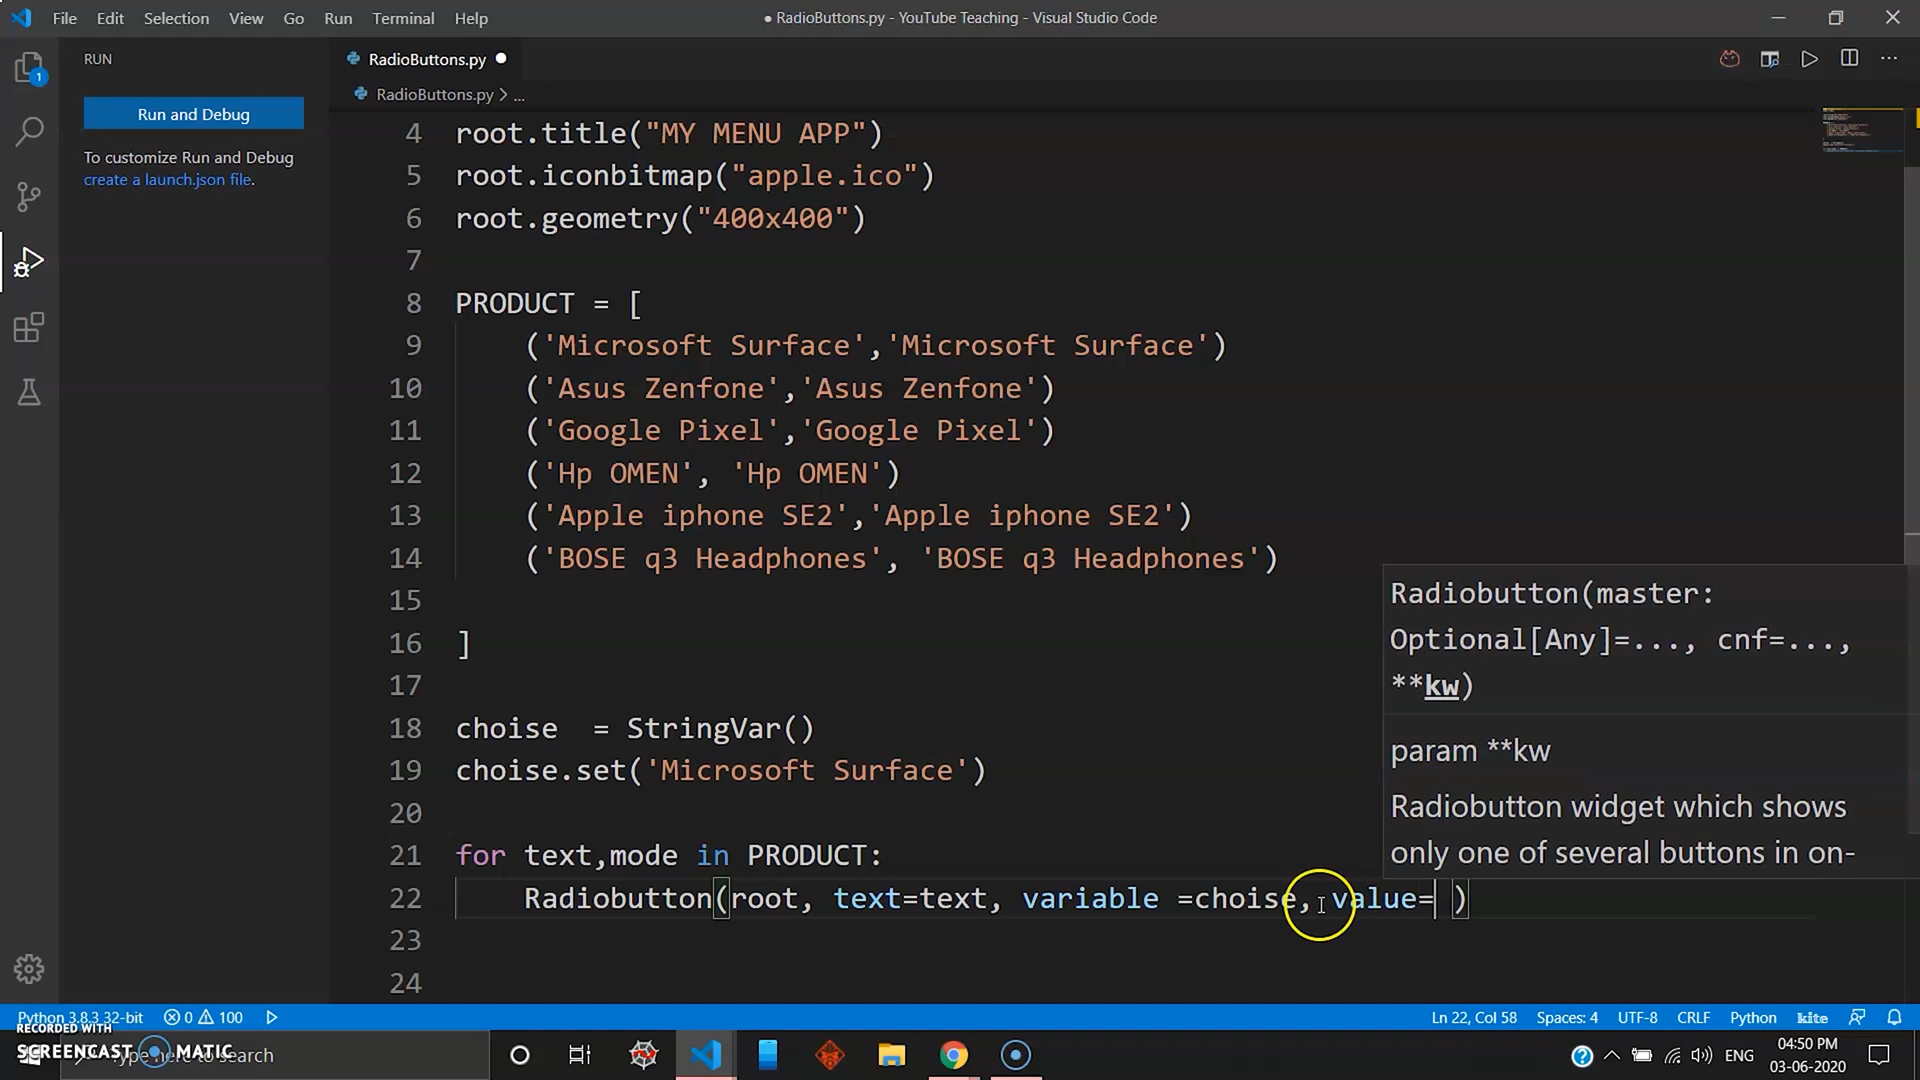 File Edit Selection View Go Run Terminal Help
● RadioButtons.py - YouTube Teaching - Visual Studio Code
RUN
RadioButtons.py
Run and Debug
RadioButtons.py > ...
1
To customize Run and Debug
create a launch.json file.
4 root.title("MY MENU APP")
5 root.iconbitmap("apple.ico")
6 root.geometry("400x400")
7
8 PRODUCT = [
9 ('Microsoft Surface','Microsoft Surface')
10 ('Asus Zenfone','Asus Zenfone')
11 ('Google Pixel','Google Pixel')
12 ('Hp OMEN', 'Hp OMEN')
13 ('Apple iphone SE2','Apple iphone SE2')
14 ('BOSE q3 Headphones', 'BOSE q3 Headphones')
15
16 ]
17
18 choise  = StringVar()
19 choise.set('Microsoft Surface')
20
21 for text,mode in PRODUCT:
22 Radiobutton(root, text=text, variable =choise, value= )
23
24
Radiobutton(master:
Optional[Any]=..., cnf=...,
**kw)
param **kw
Radiobutton widget which shows
only one of several buttons in on-
Python 3.8.3 32-bit 0 100
Ln 22, Col 58 Spaces: 4 UTF-8 CRLF Python kite
RECORDED WITH
SCREENCAST MATIC
Type here to search
ENG
04:50 PM
03-06-2020